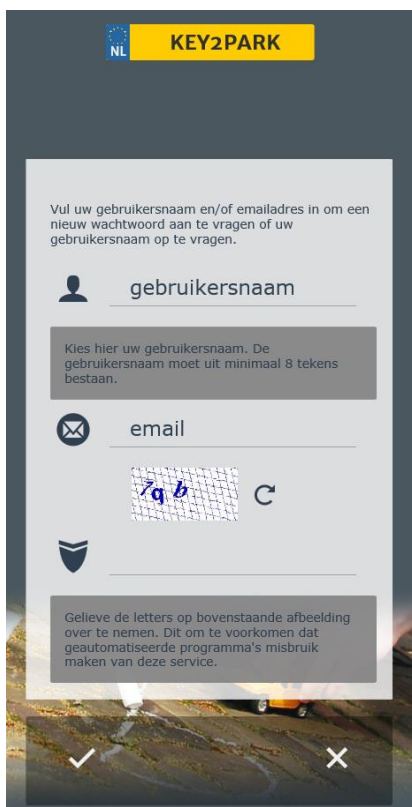 NL KEY2PARK
Vul uw gebruikersnaam en/of emailadres in om een
nieuw wachtwoord aan te vragen of uw
gebruikersnaam op te vragen.
gebruikersnaam
Kies hier uw gebruikersnaam. De
gebruikersnaam moet uit minimaal 8 tekens
bestaan.
email
7qb
Gelieve de letters op bovenstaande afbeelding
over te nemen. Dit om te voorkomen dat
geautomatiseerde programma's misbruik
maken van deze service.